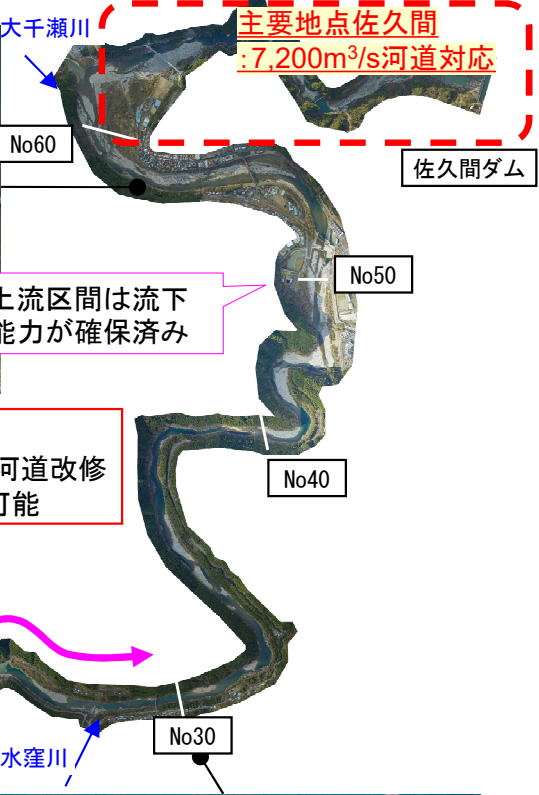 大千瀬川
主要地点佐久間
:7,200m³/s河道対応
No60
佐久間ダム
No50
上流区間は流下
能力が確保済み
河道改修
可能
No40
No30
水窪川